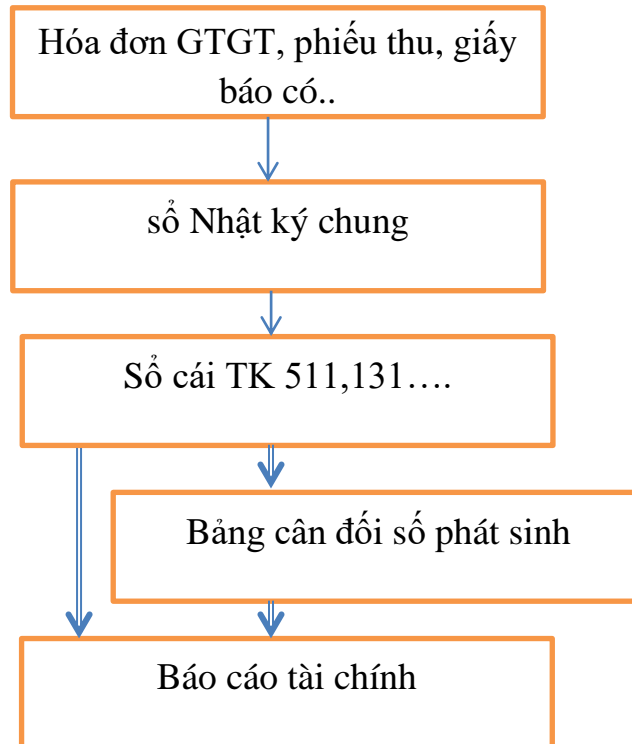 Hóa đơn GTGT, phiếu thu, giấy
báo có..
sổ Nhật ký chung
Sổ cái TK 511,131….
Bảng cân đối số phát sinh
Báo cáo tài chính